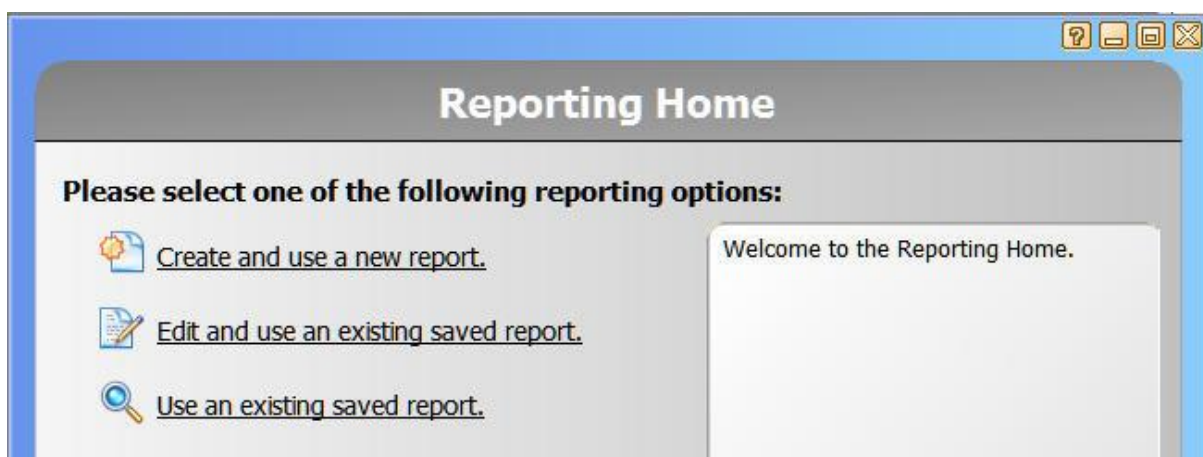 Reporting Home
Please select one of the following reporting options:
Create and use a new report.
Welcome to the Reporting Home.
Edit and use an existing saved report.
Use an existing saved report.